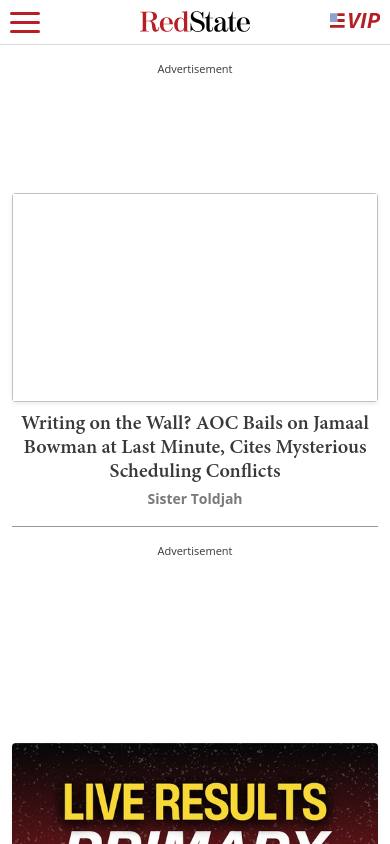 RedState
VIP
Advertisement
Writing on the Wall? AOC Bails on Jamaal
Bowman at Last Minute, Cites Mysterious
Scheduling Conflicts
Sister Toldjah
Advertisement
LIVE RESULTS
PRIMARY